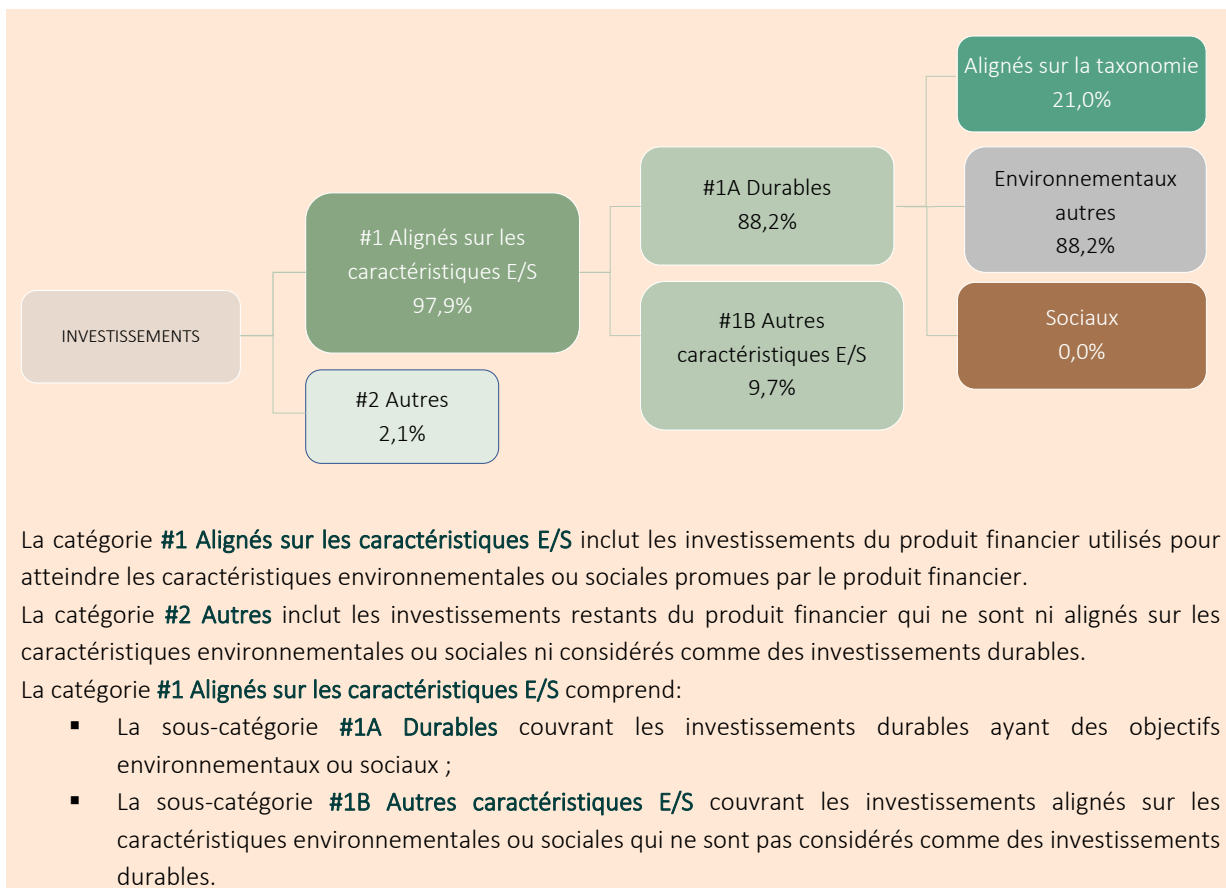 INVESTISSEMENTS
#1 Alignés sur les
caractéristiques E/S
97,9%
#2 Autres
2,1%
#1A Durables
88,2%
#1B Autres
caractéristiques E/S
9,7%
Alignés sur la taxonomie
21,0%
Environnementaux
autres
88,2%
Sociaux
0,0%
La catégorie #1 Alignés sur les caractéristiques E/S inclut les investissements du produit financier utilisés pour
atteindre les caractéristiques environnementales ou sociales promues par le produit financier.
La catégorie #2 Autres inclut les investissements restants du produit financier qui ne sont ni alignés sur les
caractéristiques environnementales ou sociales ni considérés comme des investissements durables.
La catégorie #1 Alignés sur les caractéristiques E/S comprend:
▪ La sous-catégorie #1A Durables couvrant les investissements durables ayant des objectifs
environnementaux ou sociaux ;
▪ La sous-catégorie #1B Autres caractéristiques E/S couvrant les investissements alignés sur les
caractéristiques environnementales ou sociales qui ne sont pas considérés comme des investissements
durables.